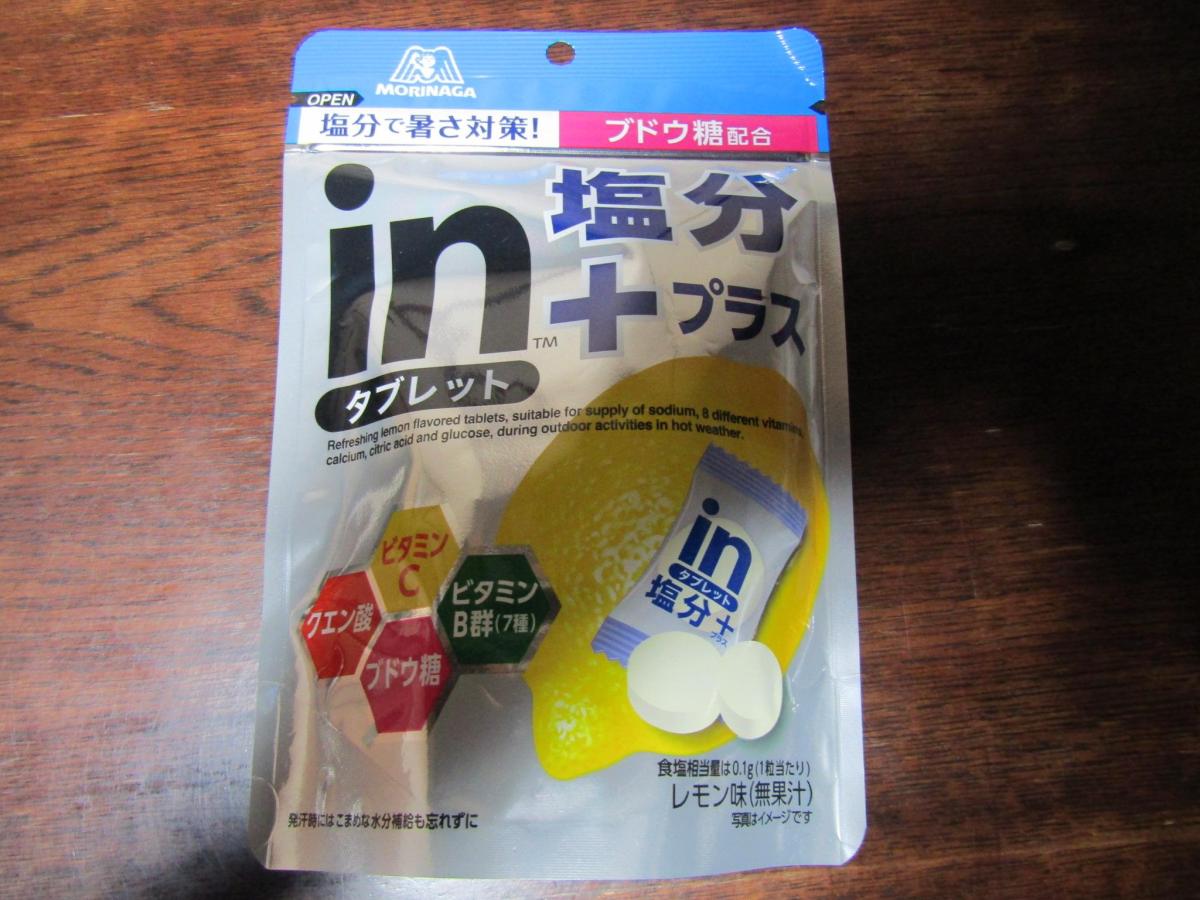 MORINAGA
OPEN
塩分で暑さ対策!
ブドウ糖配合
in
TM
タブレット
塩分
+プラス
Refreshing lemon flavored tablets, suitable for supply of sodium, 8 different vitamins,
calcium, citric acid and glucose, during outdoor activities in hot weather.
ビタミン
C
クエン酸
ブドウ糖
ビタミン
B群(7種)
in
タブレット
塩分+
プラス
食塩相当量は0.1g(1粒当たり)
レモン味(無果汁)
写真はイメージです
発汗時にはこまめな水分補給も忘れずに